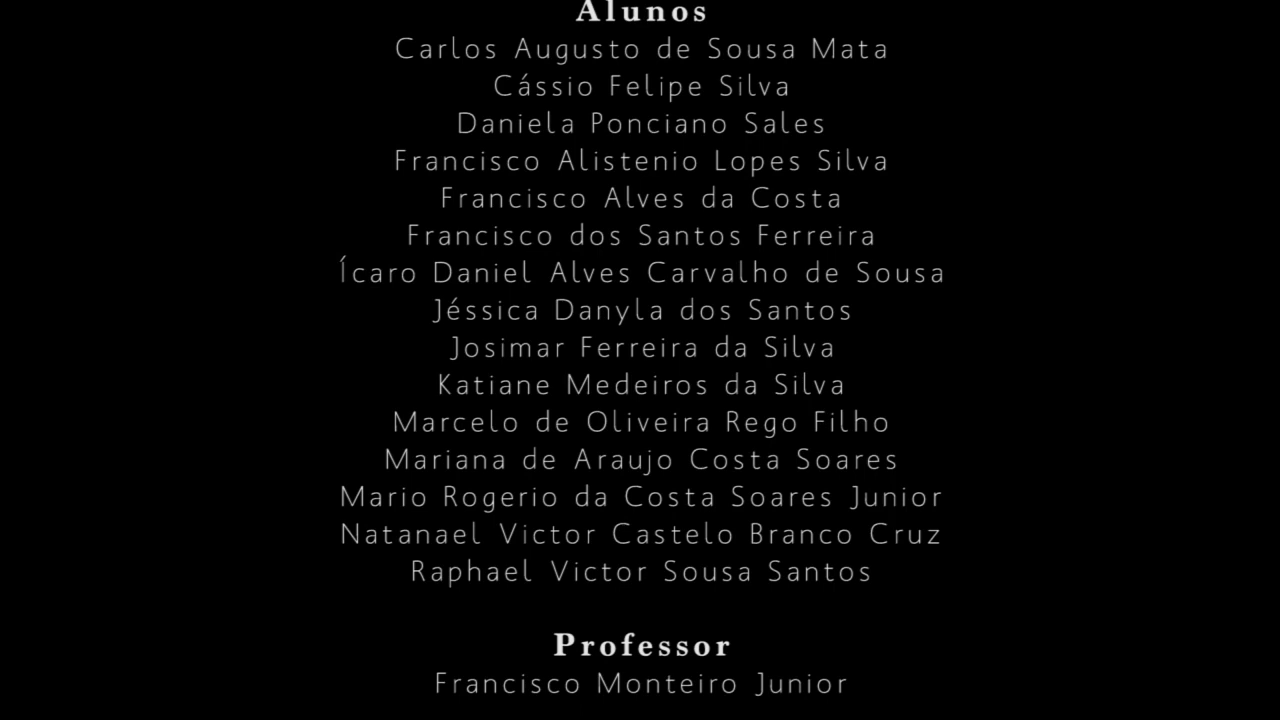 Alunos
Carlos Augusto de Sousa Mata
Cássio Felipe Silva
Daniela Ponciano Sales
Francisco Alistenio Lopes Silva
Francisco Alves da Costa
Francisco dos Santos Ferreira
Ícaro Daniel Alves Carvalho de Sousa
Jéssica Danyla dos Santos
Josimar Ferreira da Silva
Katiane Medeiros da Silva
Marcelo de Oliveira Rego Filho
Mariana de Araujo Costa Soares
Mario Rogerio da Costa Soares Junior
Natanael Victor Castelo Branco Cruz
Raphael Victor Sousa Santos
Professor
Francisco Monteiro Junior